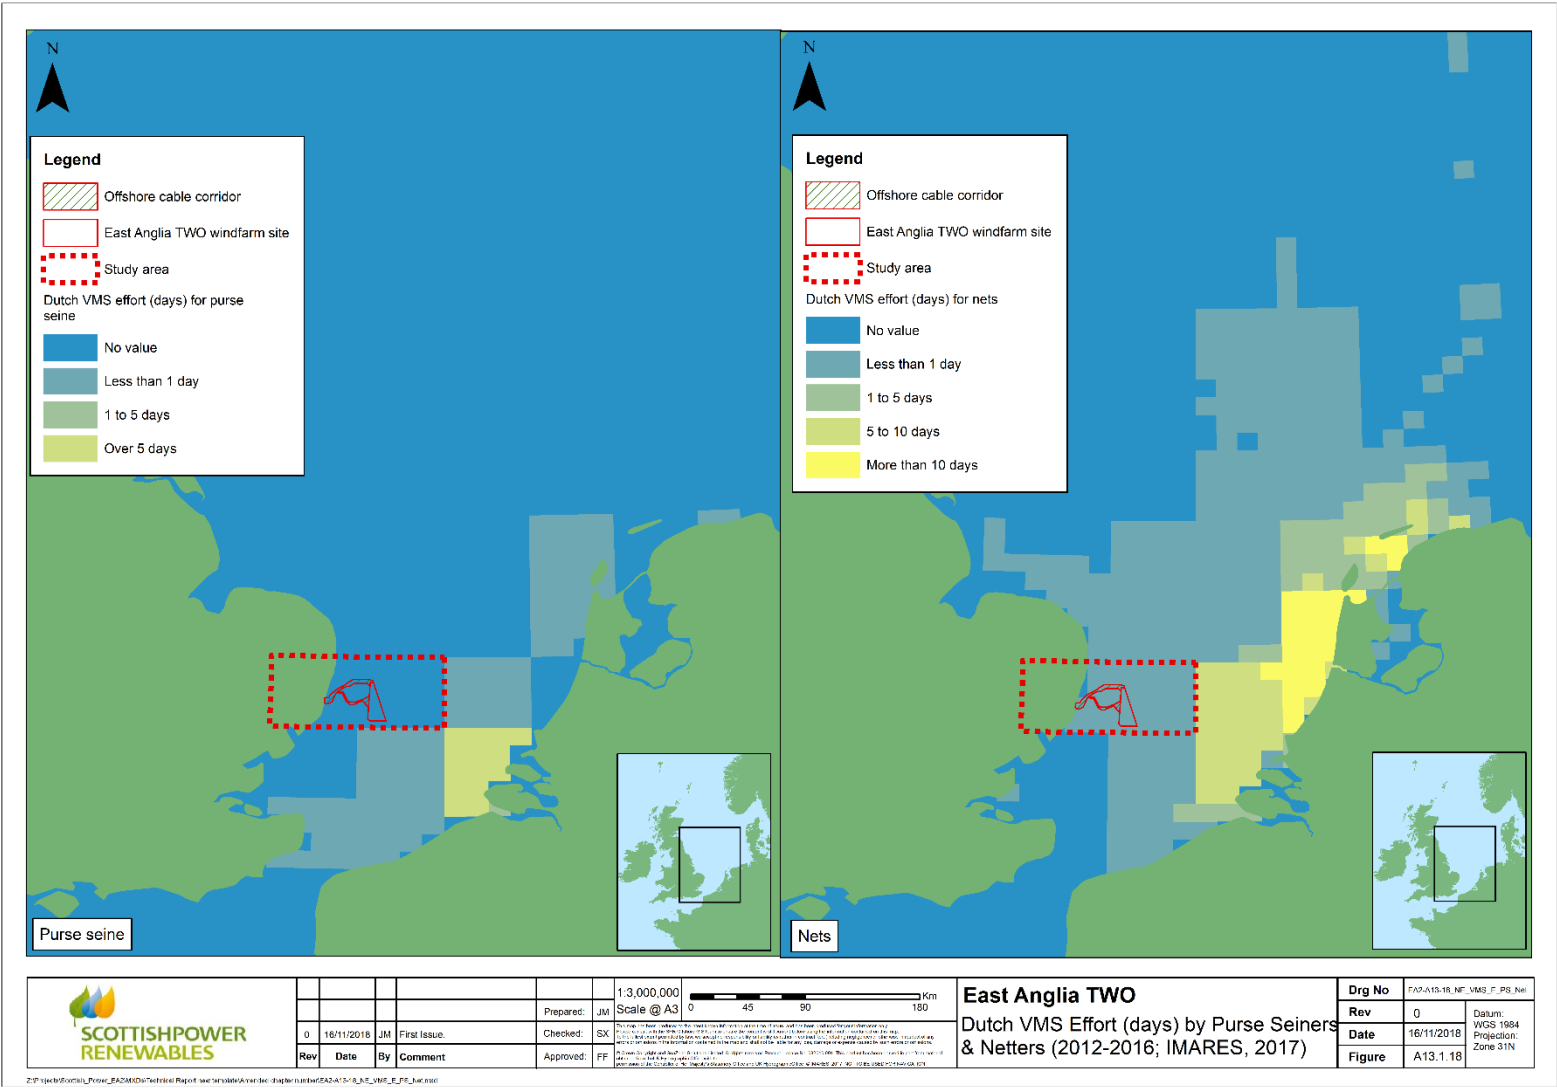 N
Legend
Offshore cable corridor
East Anglia TWO windfarm site
Study area
Dutch VMS effort (days) for purse
seine
No value
Less than 1 day
1 to 5 days
Over 5 days
Purse seine
N
Legend
Offshore cable corridor
East Anglia TWO windfarm site
Study area
Dutch VMS effort (days) for nets
No value
Less than 1 day
1 to 5 days
5 to 10 days
More than 10 days
Nets
SCOTTISHPOWER
RENEWABLES
0 16/11/2018 JM First Issue.
Rev Date By Comment
Prepared: JM
Checked: SX
Approved: FF
1:3,000,000
Scale @ A3
Km
0 45 90 180
East Anglia TWO
Dutch VMS Effort (days) by Purse Seiners
& Netters (2012-2016; IMARES, 2017)
Drg No EA2-A13-18_NE_VMS_E_PS_Net
Rev 0
Date 16/11/2018
Figure A13.1.18
Datum:
WGS 1984
Projection:
Zone 31N